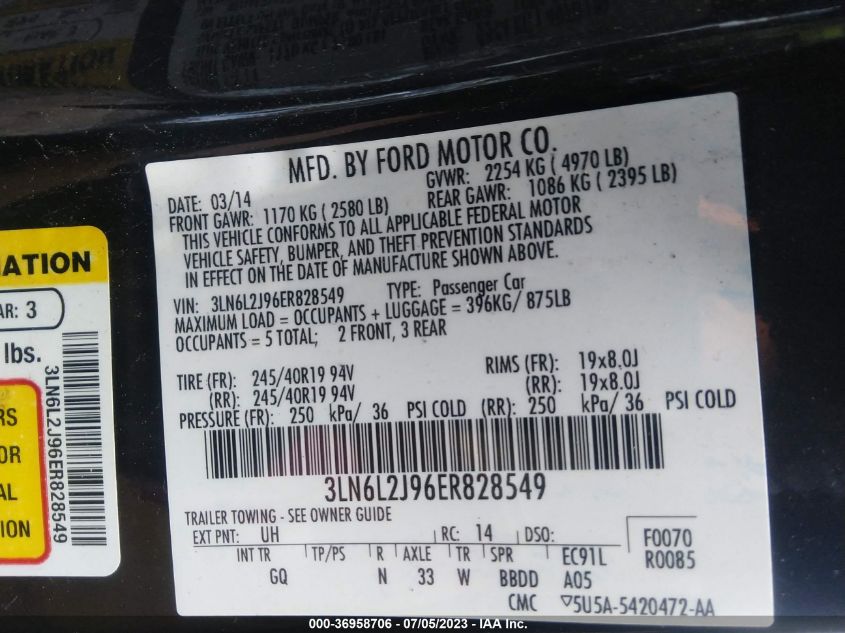 MFD. BY FORD MOTOR CO.
DATE: 03/14 GVWR: 2254 KG ( 4970 LB)
FRONT GAWR: 1170 KG ( 2580 LB) REAR GAWR: 1086 KG ( 2395 LB)
THIS VEHICLE CONFORMS TO ALL APPLICABLE FEDERAL MOTOR
VEHICLE SAFETY, BUMPER, AND THEFT PREVENTION STANDARDS
IN EFFECT ON THE DATE OF MANUFACTURE SHOWN ABOVE.
VIN: 3LN6L2J96ER828549 TYPE: Passenger Car
MAXIMUM LOAD = OCCUPANTS + LUGGAGE = 396KG/ 875LB
OCCUPANTS = 5 TOTAL; 2 FRONT, 3 REAR
TIRE (FR): 245/40R19 94V RIMS (FR): 19x8.0J
(RR): 245/40R19 94V (RR): 19x8.0J
PRESSURE (FR): 250 kPa/ 36 PSI COLD (RR): 250 kPa/ 36 PSI COLD
3LN6L2J96ER828549
TRAILER TOWING - SEE OWNER GUIDE
EXT PNT: UH RC: 14 DSO: F0070
R0085
INT TR TP/PS R AXLE TR SPR EC91L
GQ N 33 W BBDD A05
CMC ▽5U5A-5420472-AA
MATION
AR: 3
lbs.
3LN6L2J96ER828549
RS
OR
AL
ION
000-36958706 - 07/05/2023 - IAA Inc.